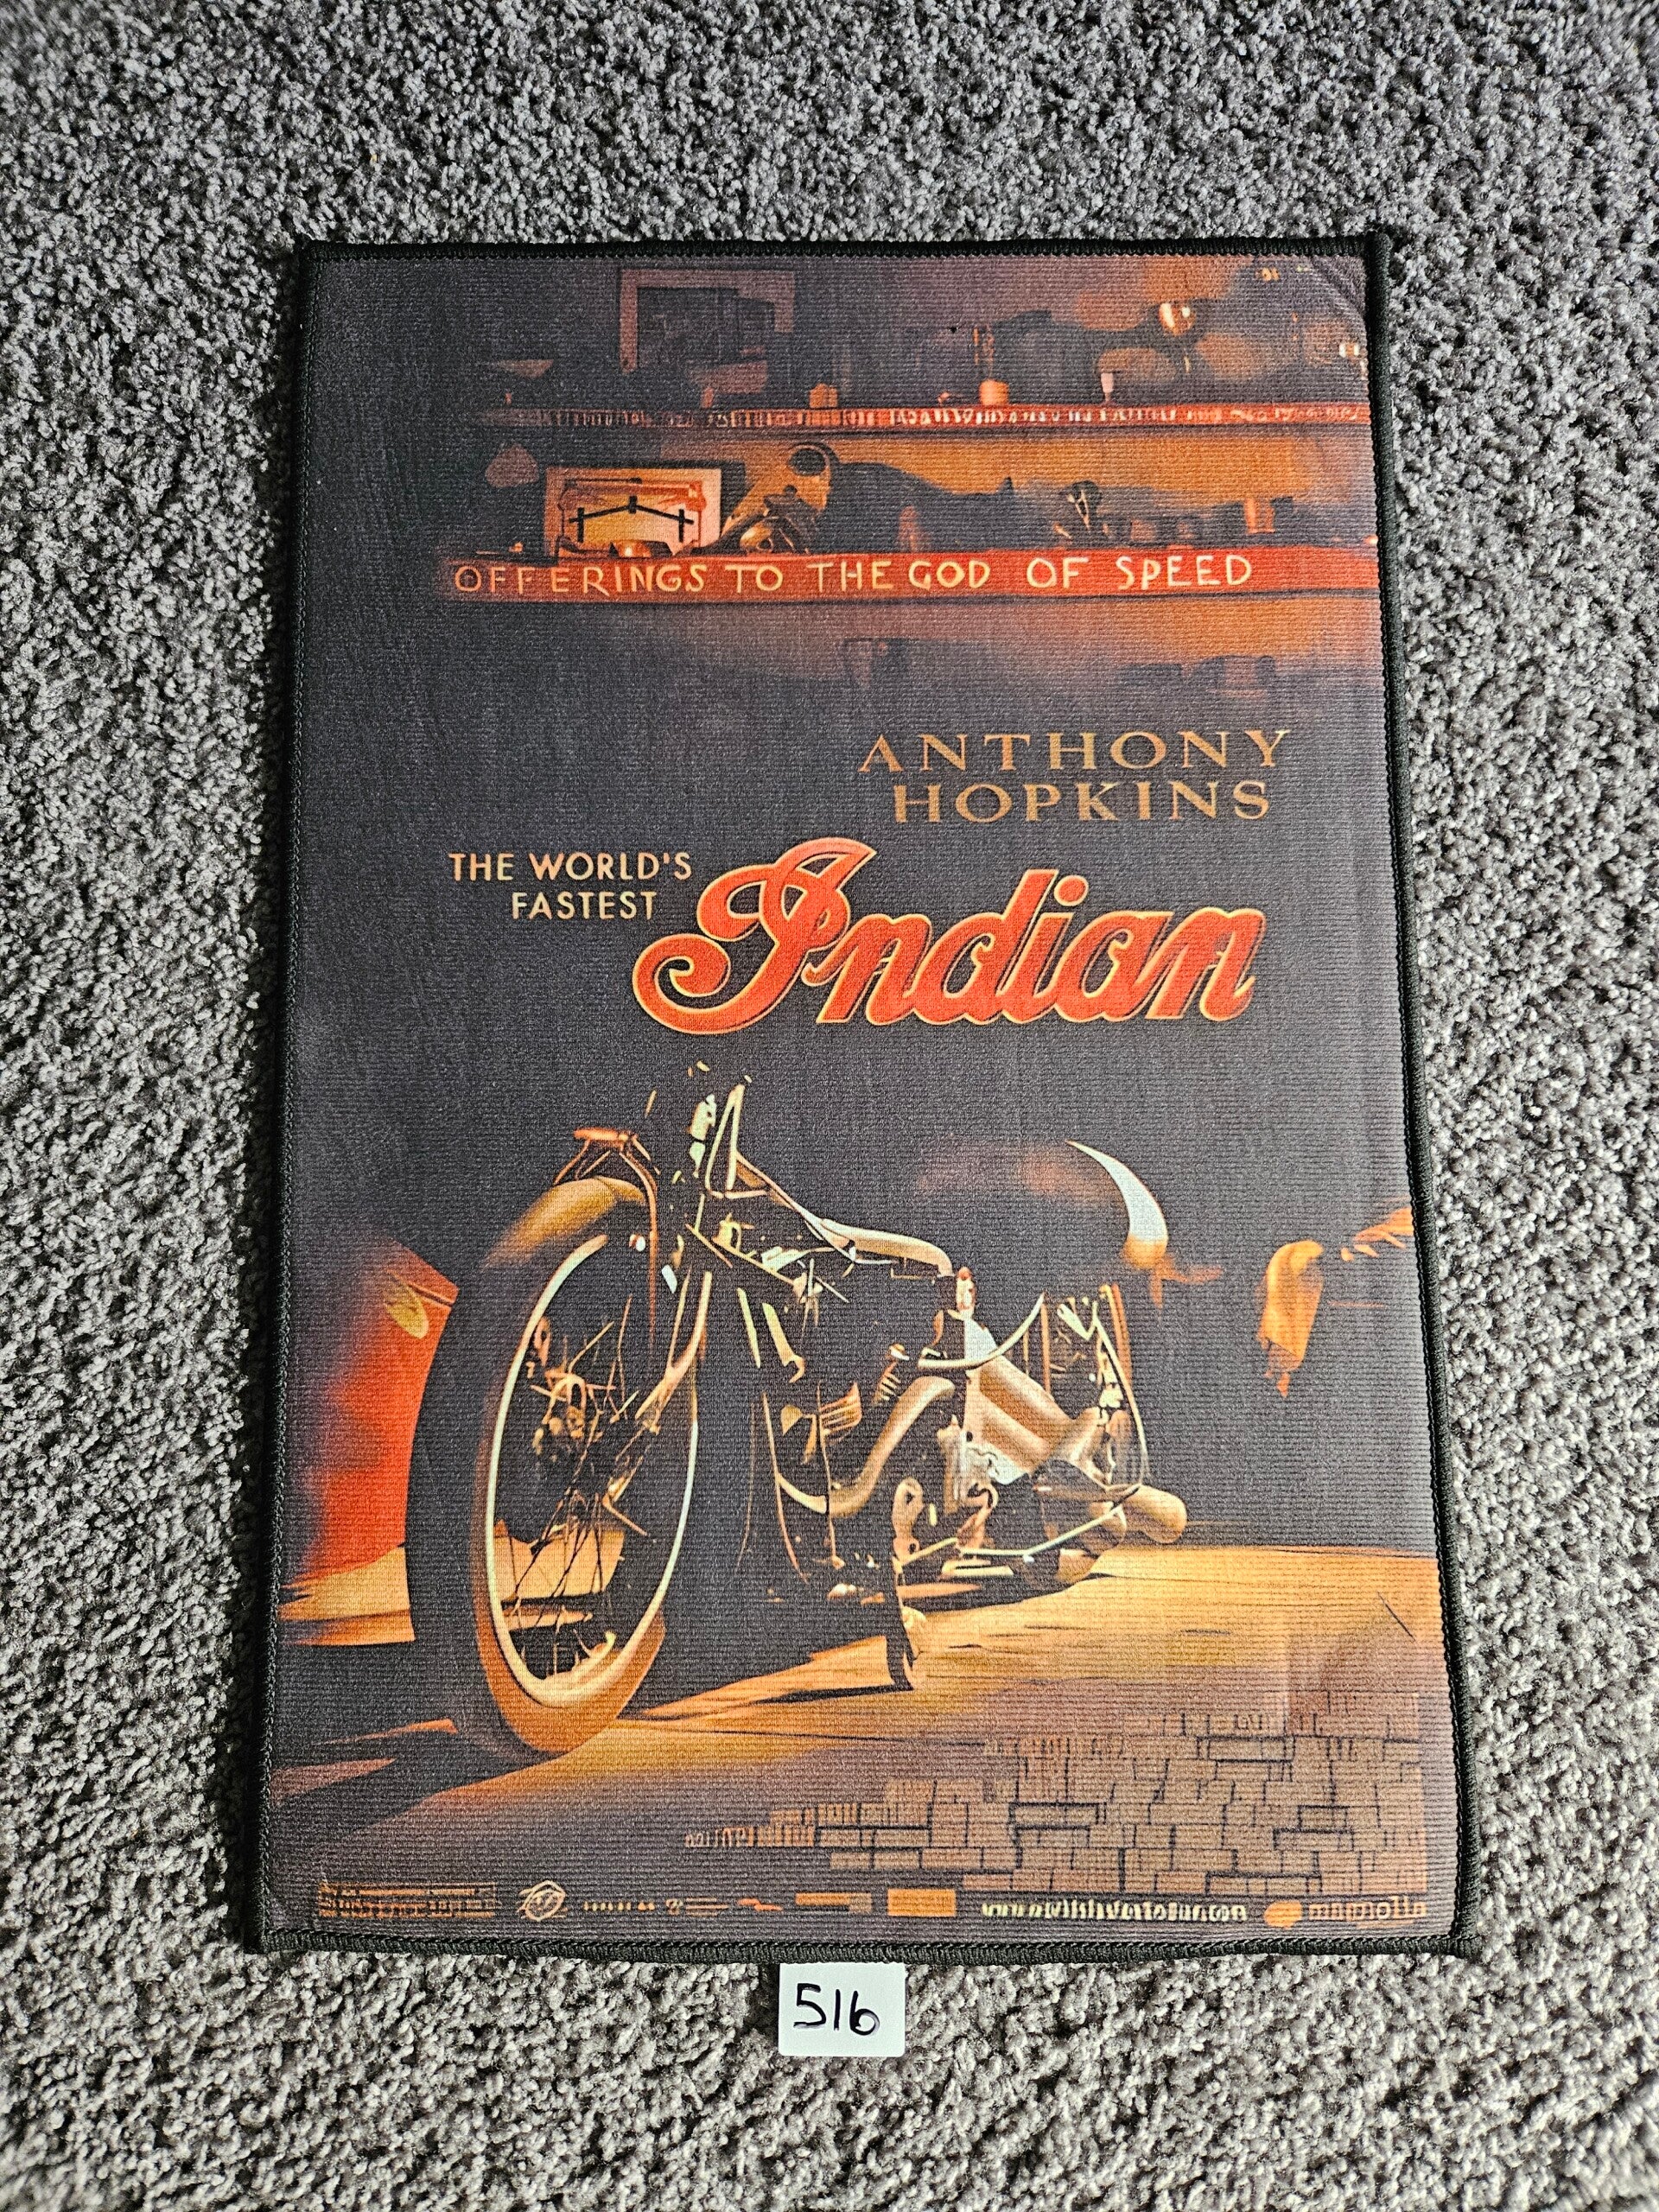 OFFERINGS TO THE GOD OF SPEED
ANTHONY
HOPKINS
THE WORLD'S
FASTEST
Indian
516